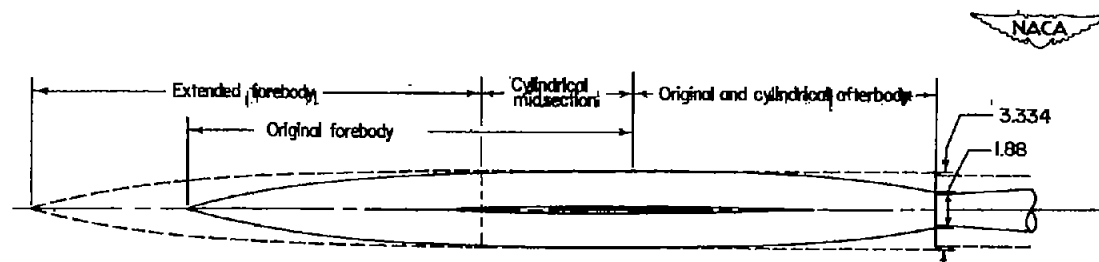 NACA
Extended forebody
Cylindrical
midsection
Original and cylindrical afterbody
Original forebody
3.334
1.88